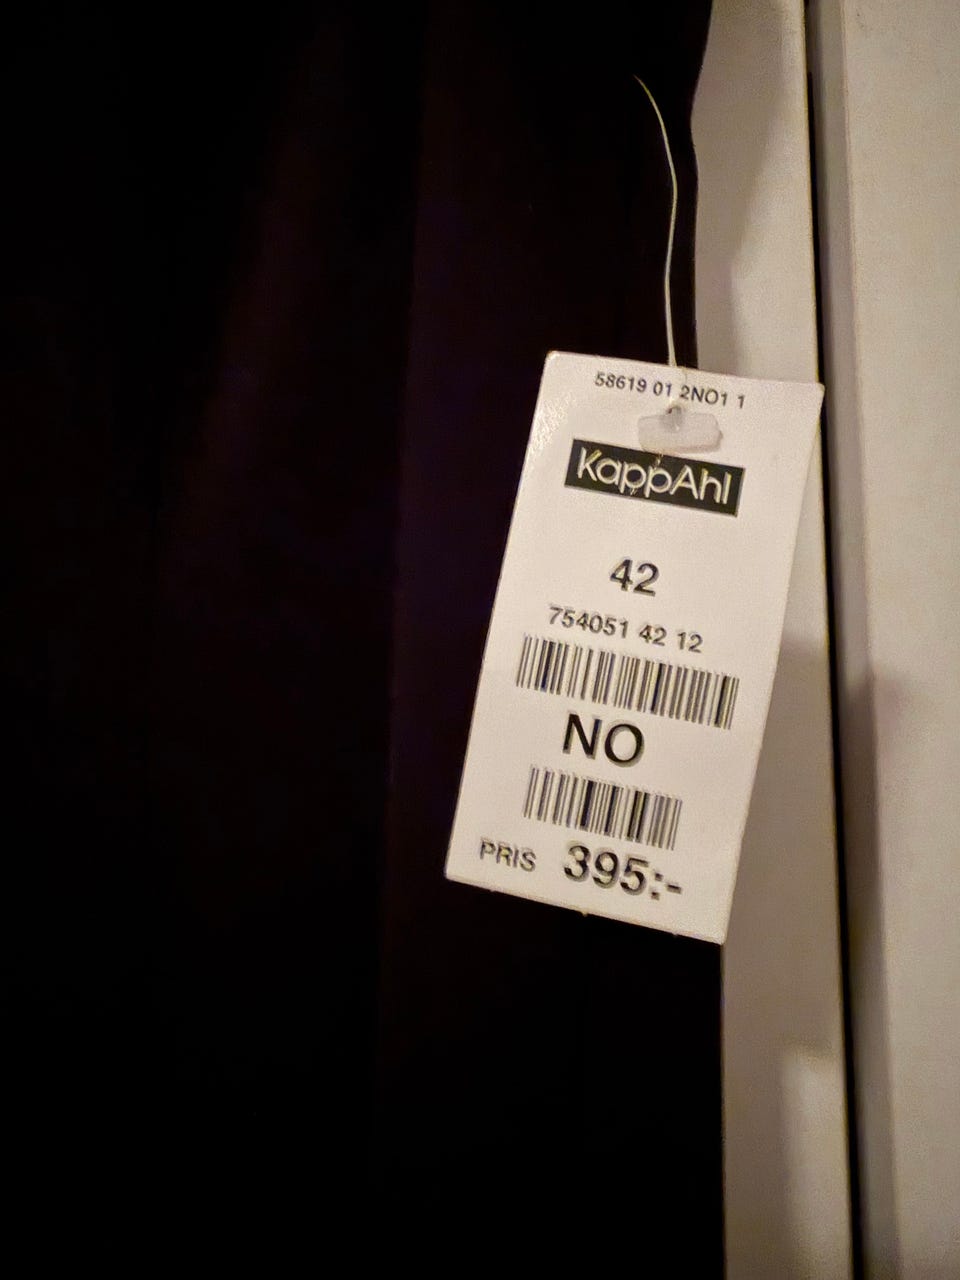 58619 01 2NO1 1
KappAhl
42
754051 42 12
NO
PRIS 395:-